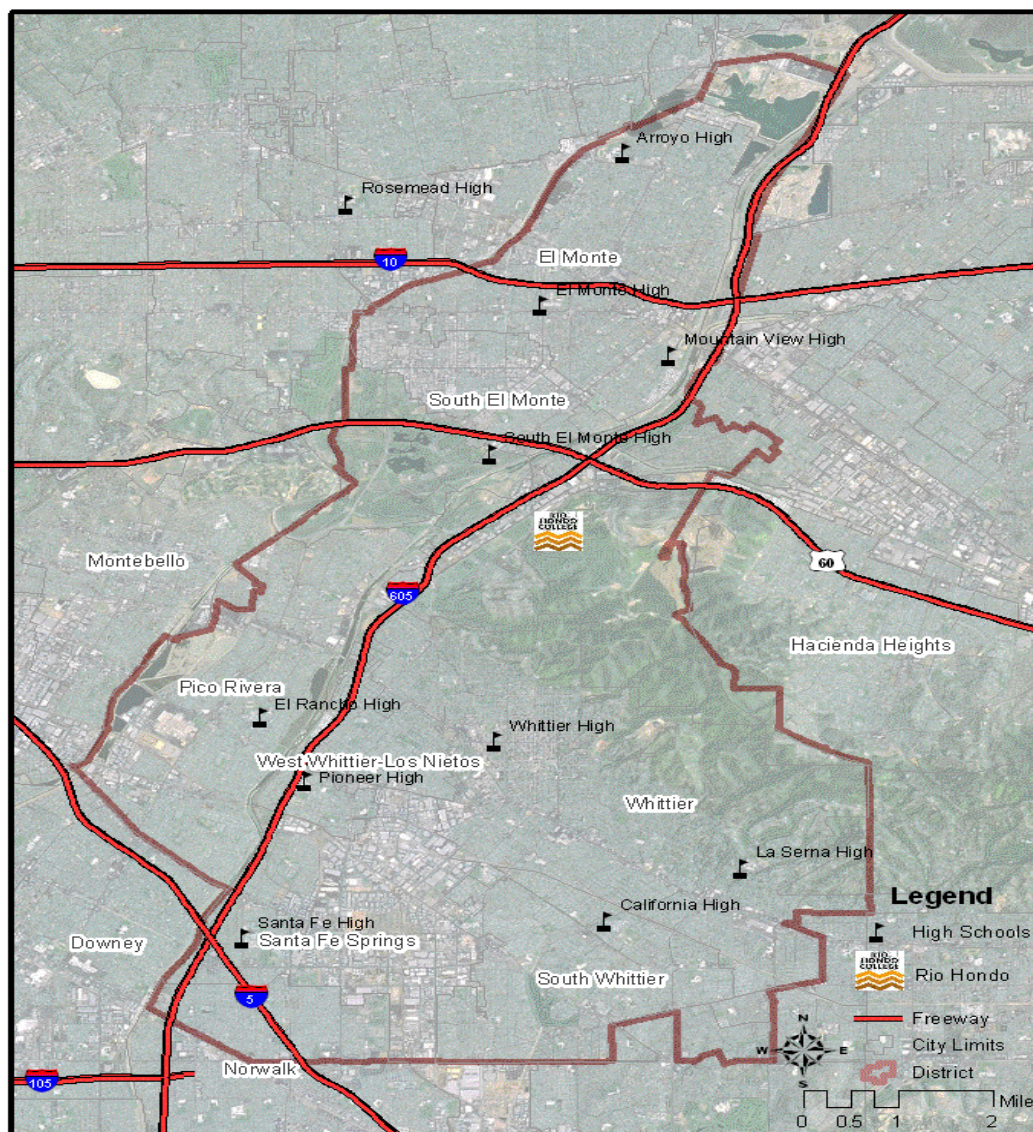 Arroyo High
Rosemead High
El Monte
10
El Monte High
Mountain View High
South El Monte
South El Monte High
RIO
HONDO
COLLEGE
Montebello
60
605
Hacienda Heights
Pico Rivera
El Rancho High
Whittier High
West Whittier-Los Nietos
Pioneer High
Whittier
La Serna High
Legend
California High
High Schools
Santa Fe High
Downey
Santa Fe Springs
RIO
HONDO
COLLEGE
Rio Hondo
South Whittier
5
Freeway
N
City Limits
W E
Norwalk
District
105
S
Mile
0 0.5 1 2